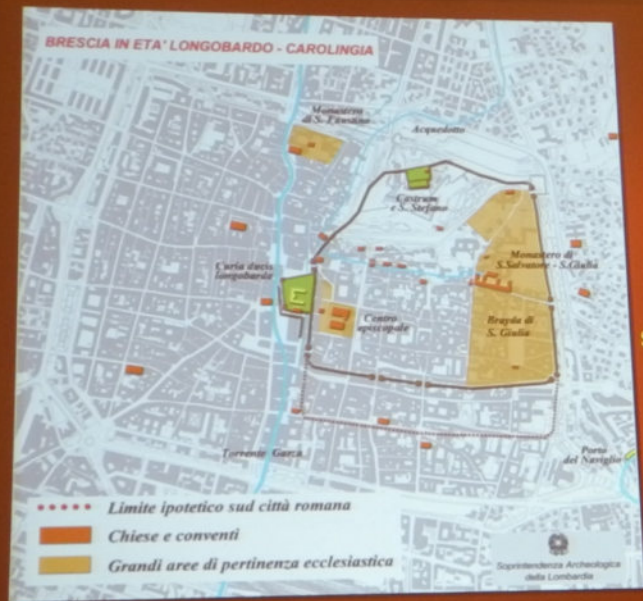 BRESCIA IN ETA' LONGOBARDO - CAROLINGIA
Monastero
di S. Faustino
Acquedotto
Castrum
e S. Stefano
Curia ducis
longobarda
Monastero di
S.Salvatore - S.Giulia
Centro
episcopale
Brayda di
S. Giulia
Torrente Garza
Porto
del Naviglio
Limite ipotetico sud città romana
Chiese e conventi
Grandi aree di pertinenza ecclesiastica
Soprintendenza Archeologica
della Lombardia